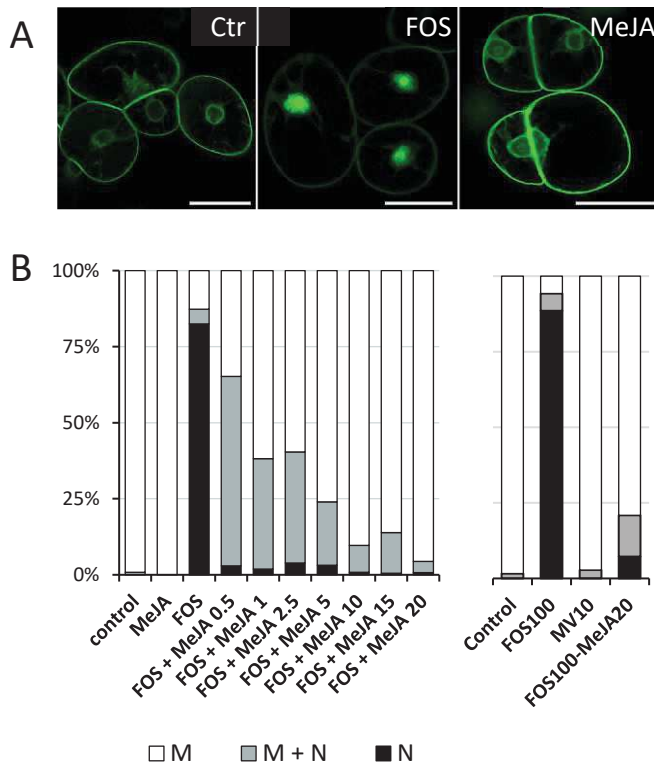 A
Ctr
FOS
MeJA
B
100%
75%
50%
25%
0%
control
MeJA
FOS
FOS + MeJA 0.5
FOS + MeJA 1
FOS + MeJA 2.5
FOS + MeJA 5
FOS + MeJA 10
FOS + MeJA 15
FOS + MeJA 20
Control
FOS100
MV10
FOS100-MeJA20
M
M + N
N